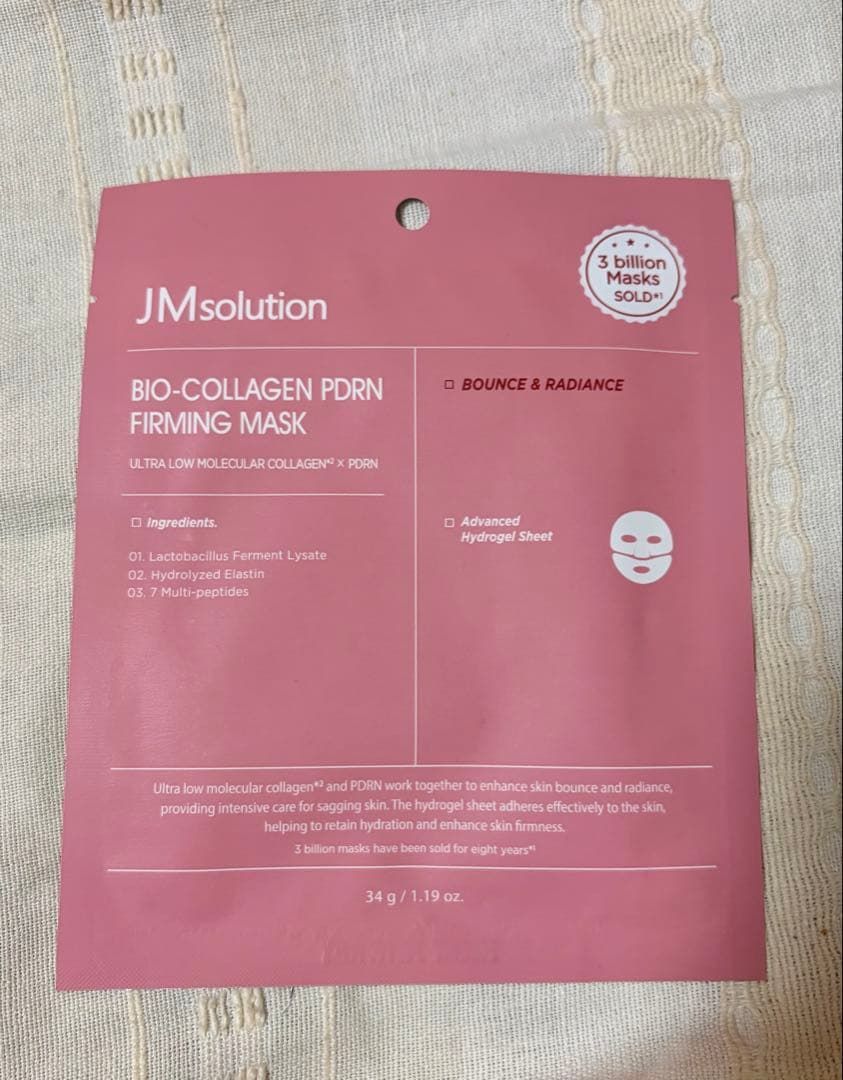 3 billion
Masks
SOLD*1
JMsolution
BIO-COLLAGEN PDRN
FIRMING MASK
ULTRA LOW MOLECULAR COLLAGEN*2 × PDRN
☐ Ingredients.
01. Lactobacillus Ferment Lysate
02. Hydrolyzed Elastin
03. 7 Multi-peptides
☐ BOUNCE & RADIANCE
☐ Advanced
Hydrogel Sheet
Ultra low molecular collagen*2 and PDRN work together to enhance skin bounce and radiance,
providing intensive care for sagging skin. The hydrogel sheet adheres effectively to the skin,
helping to retain hydration and enhance skin firmness.
3 billion masks have been sold for eight years*1
34 g / 1.19 oz.